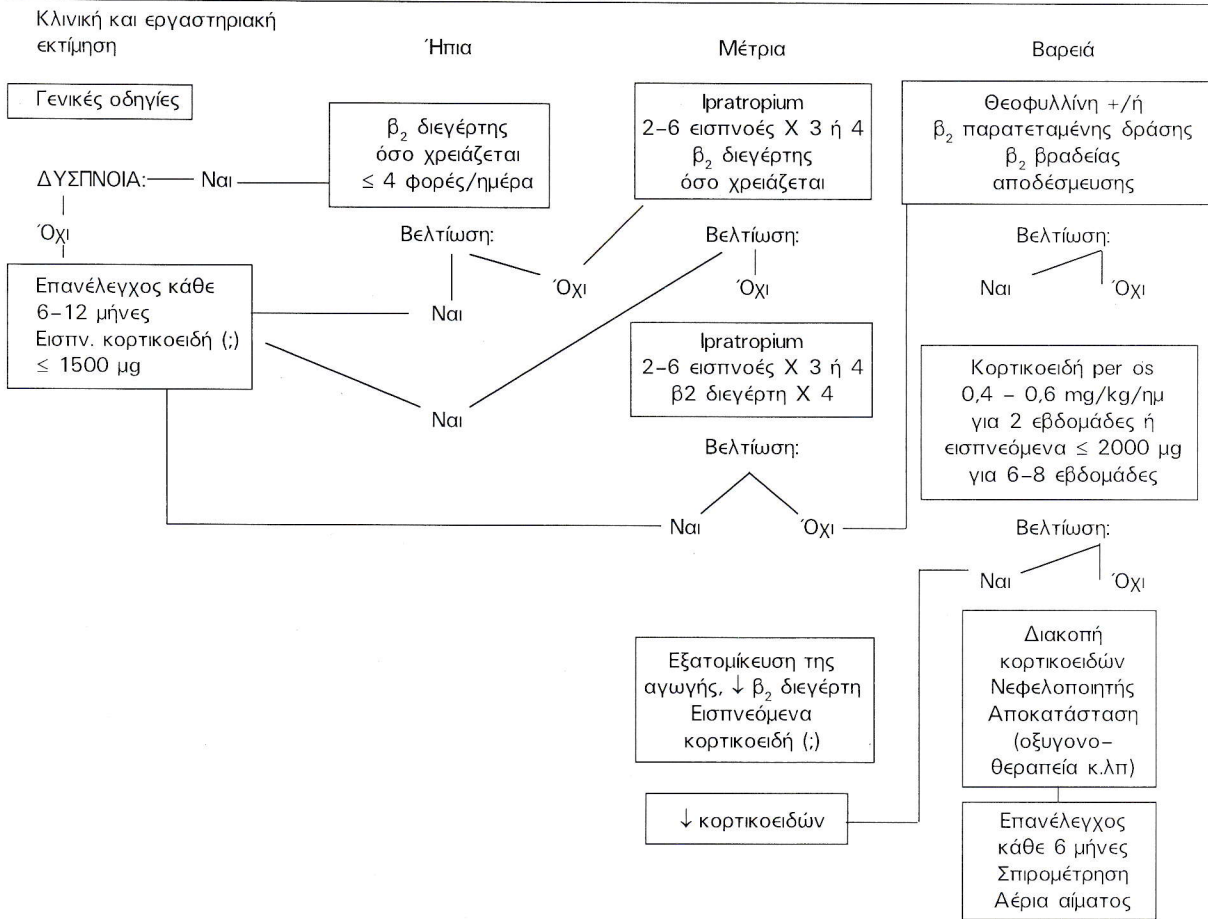 Κλινική και εργαστηριακή
εκτίμηση
Ήπια
Μέτρια
Βαρειά
Γενικές οδηγίες
ΔΥΣΠΝΟΙΑ:
Ναι
Όχι
Επανέλεγχος κάθε
6-12 μήνες
Εισπν. κορτικοειδή (;)
≤ 1500 μg
β₂ διεγέρτης
όσο χρειάζεται
≤ 4 φορές/ημέρα
Βελτίωση:
Όχι
Ναι
Ναι
Ipratropium
2-6 εισπνοές Χ 3 ή 4
β₂ διεγέρτης
όσο χρειάζεται
Βελτίωση:
Όχι
Ipratropium
2-6 εισπνοές Χ 3 ή 4
β2 διεγέρτη Χ 4
Βελτίωση:
Ναι
Όχι
Εξατομίκευση της
αγωγής, ↓ β₂ διεγέρτη
Εισπνεόμενα
κορτικοειδή (;)
↓ κορτικοειδών
Θεοφυλλίνη +/ή
β₂ παρατεταμένης δράσης
β₂ βραδείας
αποδέσμευσης
Βελτίωση:
Ναι
Όχι
Κορτικοειδή per os
0,4 – 0,6 mg/kg/ημ
για 2 εβδομάδες ή
εισπνεόμενα ≤ 2000 μg
για 6-8 εβδομάδες
Βελτίωση:
Ναι
Όχι
Διακοπή
κορτικοειδών
Νεφελοποιητής
Αποκατάσταση
(οξυγονο-
θεραπεία κ.λπ)
Επανέλεγχος
κάθε 6 μήνες
Σπιρομέτρηση
Αέρια αίματος